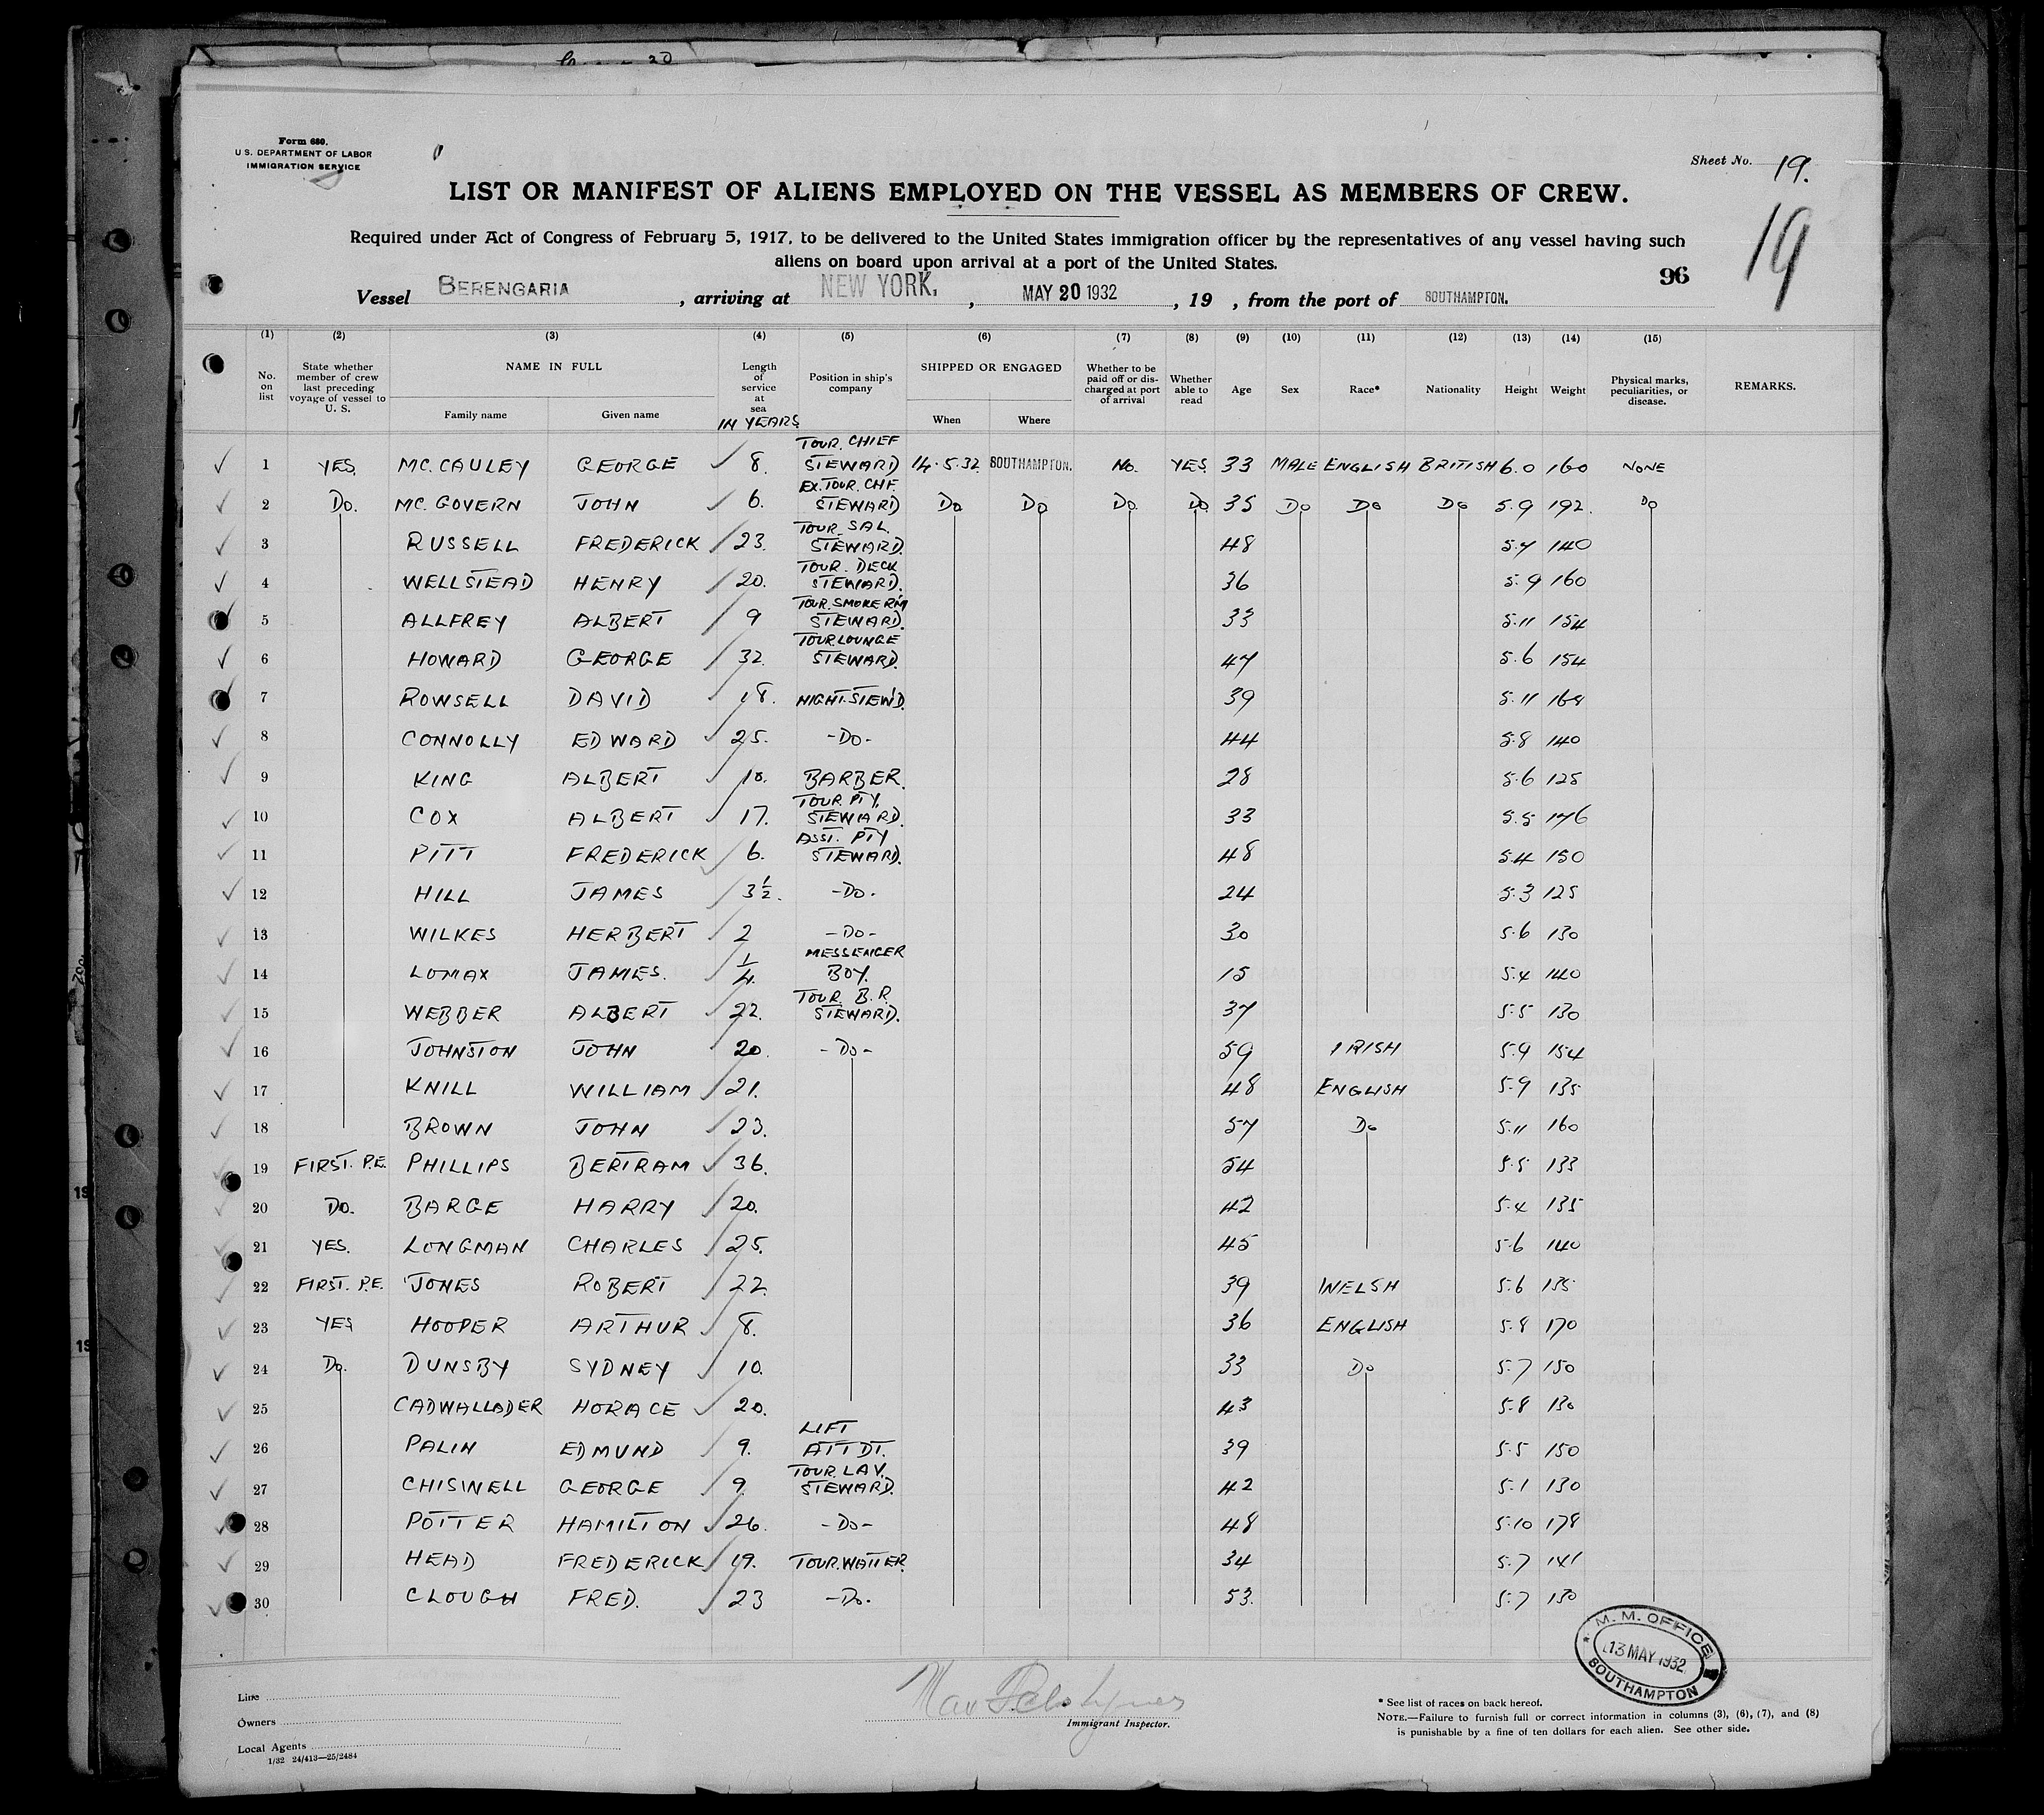 Form 680.
U.S. DEPARTMENT OF LABOR
IMMIGRATION SERVICE
Sheet No. 19.
19
LIST OR MANIFEST OF ALIENS EMPLOYED ON THE VESSEL AS MEMBERS OF CREW.
Required under Act of Congress of February 5, 1917, to be delivered to the United States immigration officer by the representatives of any vessel having such
aliens on board upon arrival at a port of the United States.
96
Vessel BERENGARIA, arriving at NEW YORK, , MAY 20 1932, 19 , from the port of SOUTHAMPTON.
(1) (2) (3) (4) (5) (6) (7) (8) (9) (10) (11) (12) (13) (14) (15)
No. on list | State whether member of crew last preceding voyage of vessel to U. S. | NAME IN FULL Family name Given name | Length of service at sea IN YEARS | Position in ship's company | SHIPPED OR ENGAGED When Where | Whether to be paid off or discharged at port of arrival | Whether able to read | Age | Sex | Race* | Nationality | Height | Weight | Physical marks, peculiarities, or disease. | REMARKS.
1 YES. MC. CAULEY GEORGE 8. TOUR. CHIEF STEWARD 14.5.32 SOUTHAMPTON. No. YES 33 MALE ENGLISH BRITISH 6.0 160 NONE
2 Do. MC. GOVERN JOHN 6. EX.TOUR. CHF. STEWARD Do Do Do. Do 35 Do Do Do 5.9 192. Do
3 RUSSELL FREDERICK 23. TOUR. SAL. STEWARD. 48 5.7 140
4 WELLSTEAD HENRY 20. TOUR. DECK STEWARD. 36 5.9 160
5 ALLFREY ALBERT 9 TOUR. SMOKE R'M STEWARD. 33 5.11 154
6 HOWARD GEORGE 32. TOUR LOUNGE STEWARD. 47 5.6 154
7 ROWSELL DAVID 18. NIGHT. STEW'D. 39 5.11 168
8 CONNOLLY EDWARD 25. -Do- 44 5.8 140
9 KING ALBERT 10. BARBER. 28 5.6 125
10 COX ALBERT 17. TOUR. PTY. STEWARD. 33 5.5 176
11 PITT FREDERICK 6. ASST. PTY STEWARD. 48 5.4 150
12 HILL JAMES 3½. -Do- 24 5.3 125
13 WILKES HERBERT 2 -Do- 30 5.6 130
14 LOMAX JAMES. 1/4. MESSENGER BOY. 15 5.4 140
15 WEBBER ALBERT 22. TOUR. B.R. STEWARD. 37 5.5 130
16 JOHNSTON JOHN 20. -Do- 59 IRISH 5.9 154
17 KNILL WILLIAM 21. 48 ENGLISH 5.9 135
18 BROWN JOHN 23. 57 Do 5.11 160
19 FIRST. P.E. PHILLIPS BERTRAM 36. 54 5.5 133
20 Do. BARGE HARRY 20. 42 5.4 135
21 YES. LONGMAN CHARLES 25. 45 5.6 140
22 FIRST. P.E. JONES ROBERT 22. 39 WELSH 5.6 135
23 YES HOOPER ARTHUR 8. 36 ENGLISH 5.8 170
24 Do. DUNSBY SYDNEY 10. 33 Do 5.7 150
25 CADWALLADER HORACE 20. 43 5.8 130
26 PALIN EDMUND 9. LIFT ATTDT. 39 5.5 150
27 CHISWELL GEORGE 9. TOUR. LAV. STEWARD. 42 5.1 130
28 POTTER HAMILTON 26. -Do- 48 5.10 178
29 HEAD FREDERICK 19. TOUR. WAITER. 34 5.7 141
30 CLOUGH FRED. 23 -Do- 53. 5.7 130
M. M. OFFICE
13 MAY 1932
SOUTHAMPTON
Line
Owners
Local Agents
1/32 24/413—25/2484
Immigrant Inspector.
* See list of races on back hereof.
NOTE.—Failure to furnish full or correct information in columns (3), (6), (7), and (8)
is punishable by a fine of ten dollars for each alien. See other side.